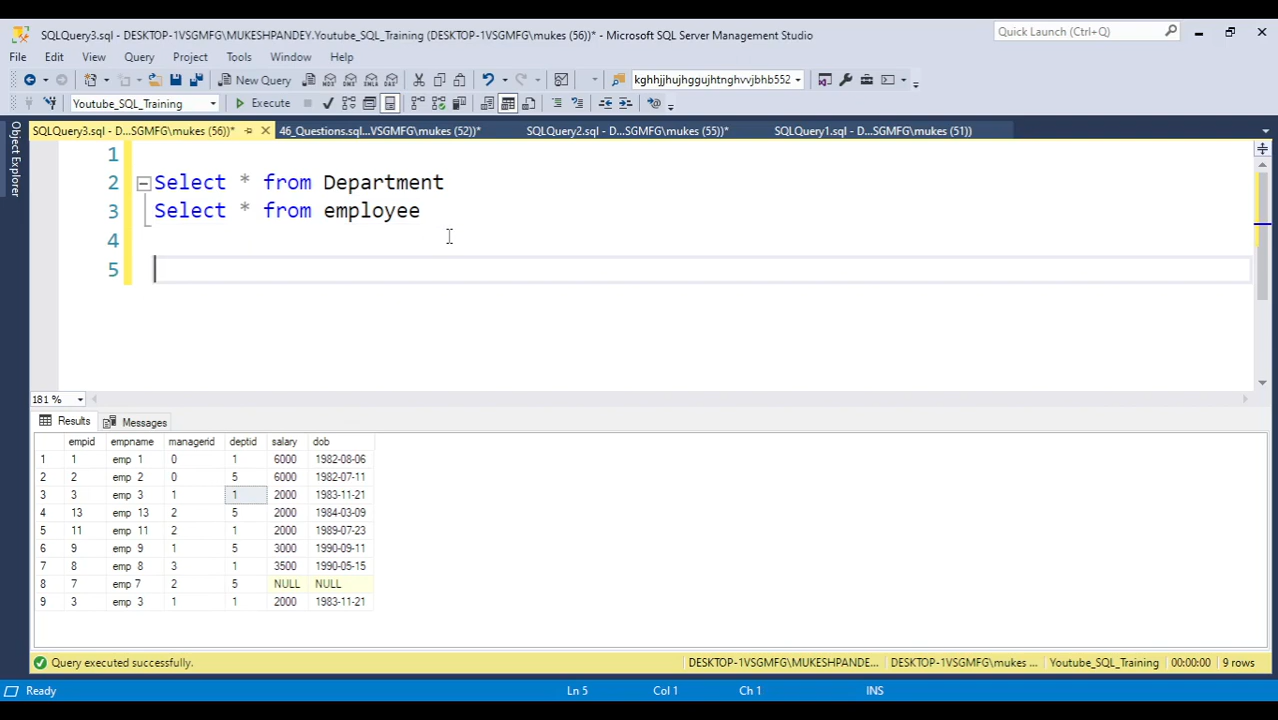 SQLQuery3.sql - DESKTOP-1VSGMFG\MUKESHPANDEY.Youtube_SQL_Training (DESKTOP-1VSGMFG\mukes (56))* - Microsoft SQL Server Management Studio
Quick Launch (Ctrl+Q)
File Edit View Query Project Tools Window Help
New Query kghhjjhujhggujhtnghvvjbhb552
Youtube_SQL_Training Execute
SQLQuery3.sql - D...SGMFG\mukes (56))* 46_Questions.sql...VSGMFG\mukes (52))* SQLQuery2.sql - D...SGMFG\mukes (55))* SQLQuery1.sql - D...SGMFG\mukes (51))
Object Explorer
1
2 Select * from Department
3 Select * from employee
4
5
181 %
Results Messages
empid empname managerid deptid salary dob
1 1 emp 1 0 1 6000 1982-08-06
2 2 emp 2 0 5 6000 1982-07-11
3 3 emp 3 1 1 2000 1983-11-21
4 13 emp 13 2 5 2000 1984-03-09
5 11 emp 11 2 1 2000 1989-07-23
6 9 emp 9 1 5 3000 1990-09-11
7 8 emp 8 3 1 3500 1990-05-15
8 7 emp 7 2 5 NULL NULL
9 3 emp 3 1 1 2000 1983-11-21
Query executed successfully. DESKTOP-1VSGMFG\MUKESHPANDE... DESKTOP-1VSGMFG\mukes ... Youtube_SQL_Training 00:00:00 9 rows
Ready Ln 5 Col 1 Ch 1 INS